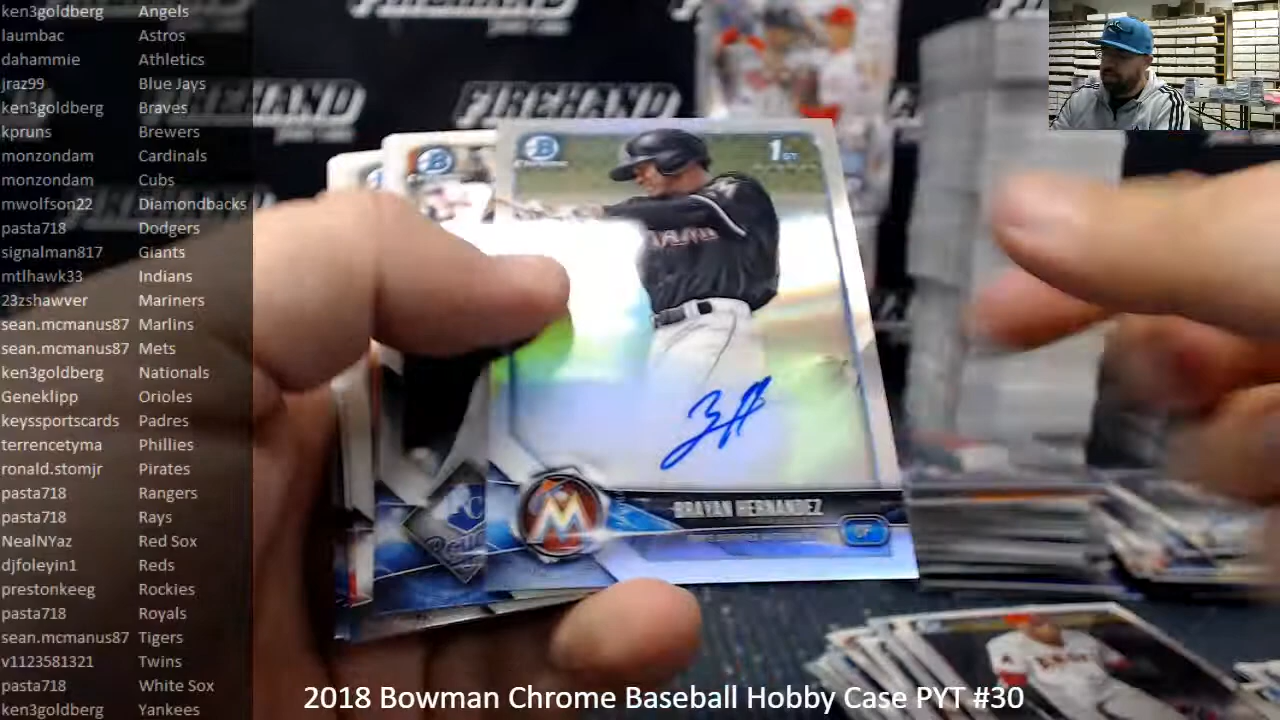 ken3goldberg Angels
laumbac Astros
dahammie Athletics
jraz99 Blue Jays
ken3goldberg Braves
kpruns Brewers
monzondam Cardinals
monzondam Cubs
mwolfson22 Diamondbacks
pasta718 Dodgers
signalman817 Giants
mtlhawk33 Indians
23zshawver Mariners
sean.mcmanus87 Marlins
sean.mcmanus87 Mets
ken3goldberg Nationals
Geneklipp Orioles
keyssportscards Padres
terrencetyma Phillies
ronald.stomjr Pirates
pasta718 Rangers
pasta718 Rays
NealNYaz Red Sox
djfoleyin1 Reds
prestonkeeg Rockies
pasta718 Royals
sean.mcmanus87 Tigers
v1123581321 Twins
pasta718 White Sox
ken3goldberg Yankees
FIREHAND
B
B
1ST
MIAMI
BRAYAN HERNANDEZ
OF
M
KC
2018 Bowman Chrome Baseball Hobby Case PYT #30